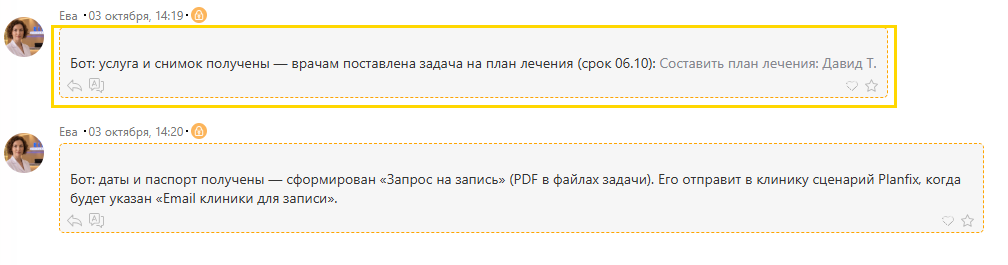 Ева • 03 октября, 14:19 •
Бот: услуга и снимок получены — врачам поставлена задача на план лечения (срок 06.10): Составить план лечения: Давид Т.
Ева • 03 октября, 14:20 •
Бот: даты и паспорт получены — сформирован «Запрос на запись» (PDF в файлах задачи). Его отправит в клинику сценарий Planfix, когда
будет указан «Email клиники для записи».